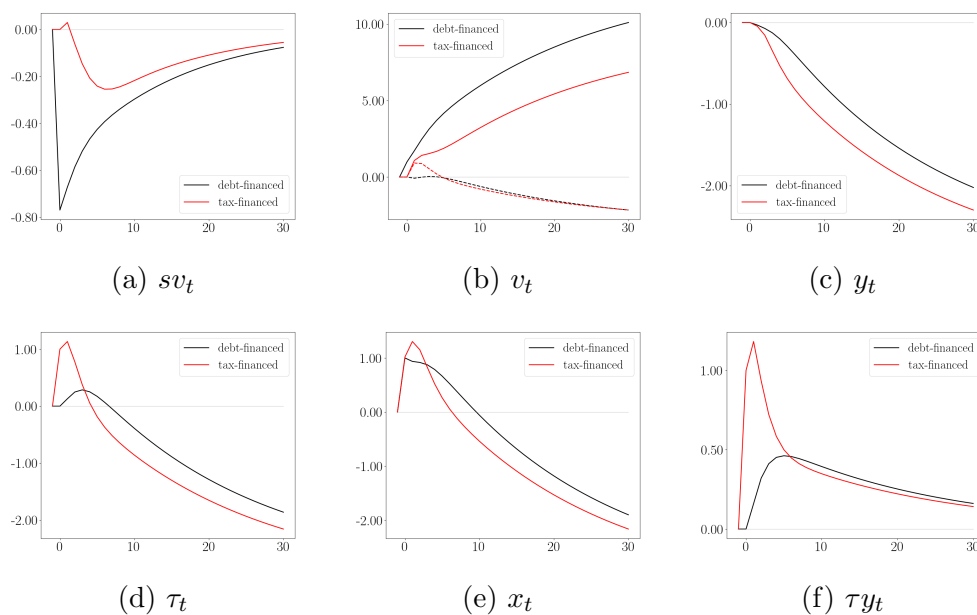 0.00
-0.20
-0.40
-0.60
-0.80
0 10 20 30
debt-financed
tax-financed
(a) sv_t
10.00
5.00
0.00
0 10 20 30
debt-financed
tax-financed
debt-financed
tax-financed
(b) v_t
0.00
-1.00
-2.00
0 10 20 30
debt-financed
tax-financed
(c) y_t
1.00
0.00
-1.00
-2.00
0 10 20 30
debt-financed
tax-financed
(d) τ_t
1.00
0.00
-1.00
-2.00
0 10 20 30
debt-financed
tax-financed
(e) x_t
1.00
0.50
0.00
0 10 20 30
debt-financed
tax-financed
(f) τy_t